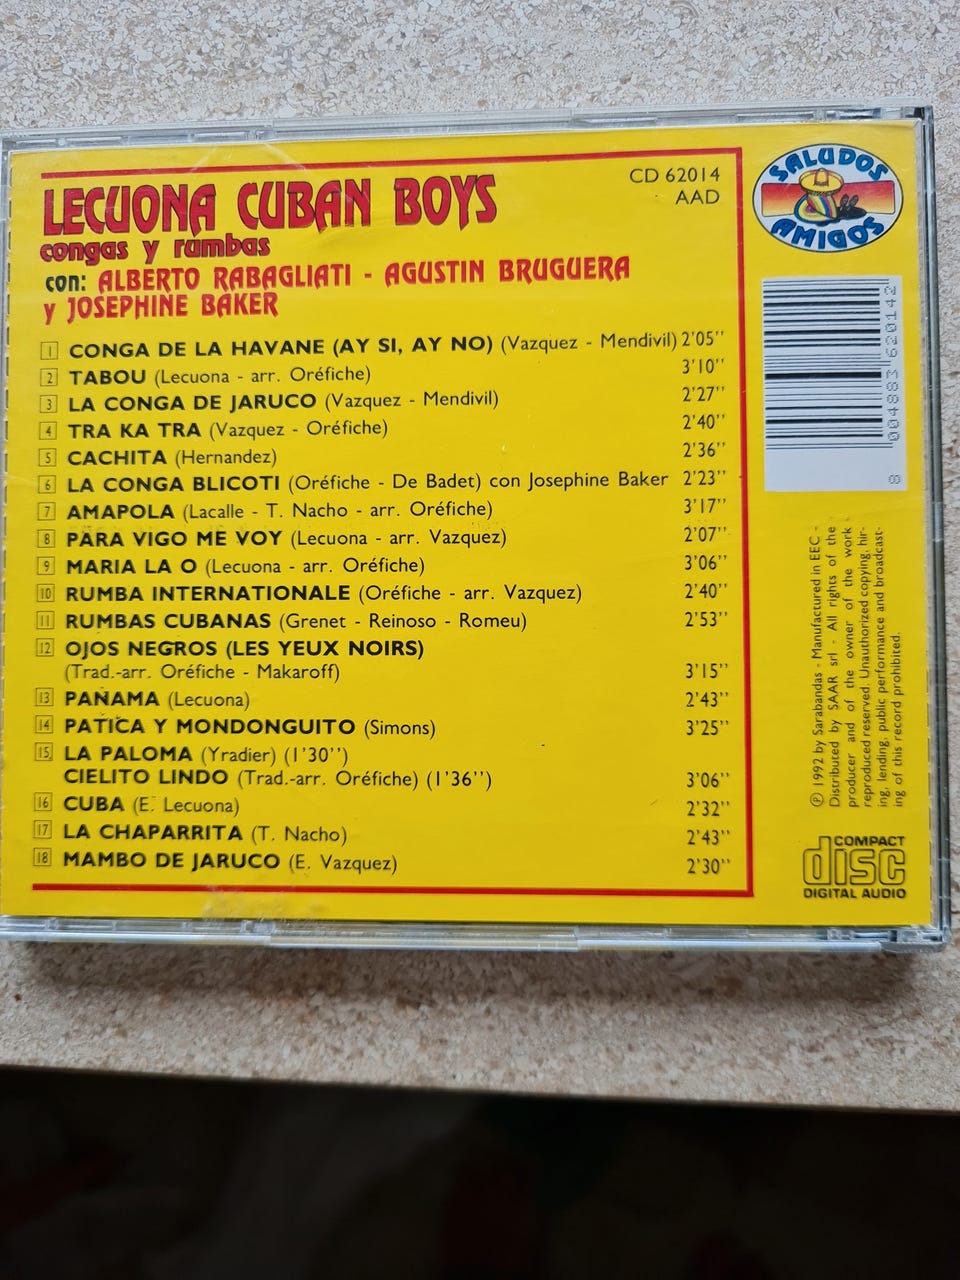 LECUONA CUBAN BOYS
congas y rumbas
con: ALBERTO RABAGLIATI - AGUSTIN BRUGUERA
y JOSEPHINE BAKER
CD 62014
AAD
SALUDOS
AMIGOS
1 CONGA DE LA HAVANE (AY SI, AY NO) (Vazquez - Mendivil) 2'05''
2 TABOU (Lecuona - arr. Oréfiche) 3'10''
3 LA CONGA DE JARUCO (Vazquez - Mendivil) 2'27''
4 TRA KA TRA (Vazquez - Oréfiche) 2'40''
5 CACHITA (Hernandez) 2'36''
6 LA CONGA BLICOTI (Oréfiche - De Badet) con Josephine Baker 2'23''
7 AMAPOLA (Lacalle - T. Nacho - arr. Oréfiche) 3'17''
8 PARA VIGO ME VOY (Lecuona - arr. Vazquez) 2'07''
9 MARIA LA O (Lecuona - arr. Oréfiche) 3'06''
10 RUMBA INTERNATIONALE (Oréfiche - arr. Vazquez) 2'40''
11 RUMBAS CUBANAS (Grenet - Reinoso - Romeu) 2'53''
12 OJOS NEGROS (LES YEUX NOIRS)
(Trad.-arr. Oréfiche - Makaroff) 3'15''
13 PANAMA (Lecuona) 2'43''
14 PATICA Y MONDONGUITO (Simons) 3'25''
15 LA PALOMA (Yradier) (1'30'')
CIELITO LINDO (Trad.-arr. Oréfiche) (1'36'') 3'06''
16 CUBA (E. Lecuona) 2'32''
17 LA CHAPARRITA (T. Nacho) 2'43''
18 MAMBO DE JARUCO (E. Vazquez) 2'30''
8 004883 620142
℗ 1992 by Sarabandas - Manufactured in EEC -
Distributed by SAAR srl - All rights of the
producer and of the owner of the work
reproduced reserved. Unauthorized copying, hir-
ing, lending, public performance and broadcast-
ing of this record prohibited.
COMPACT
disc
DIGITAL AUDIO